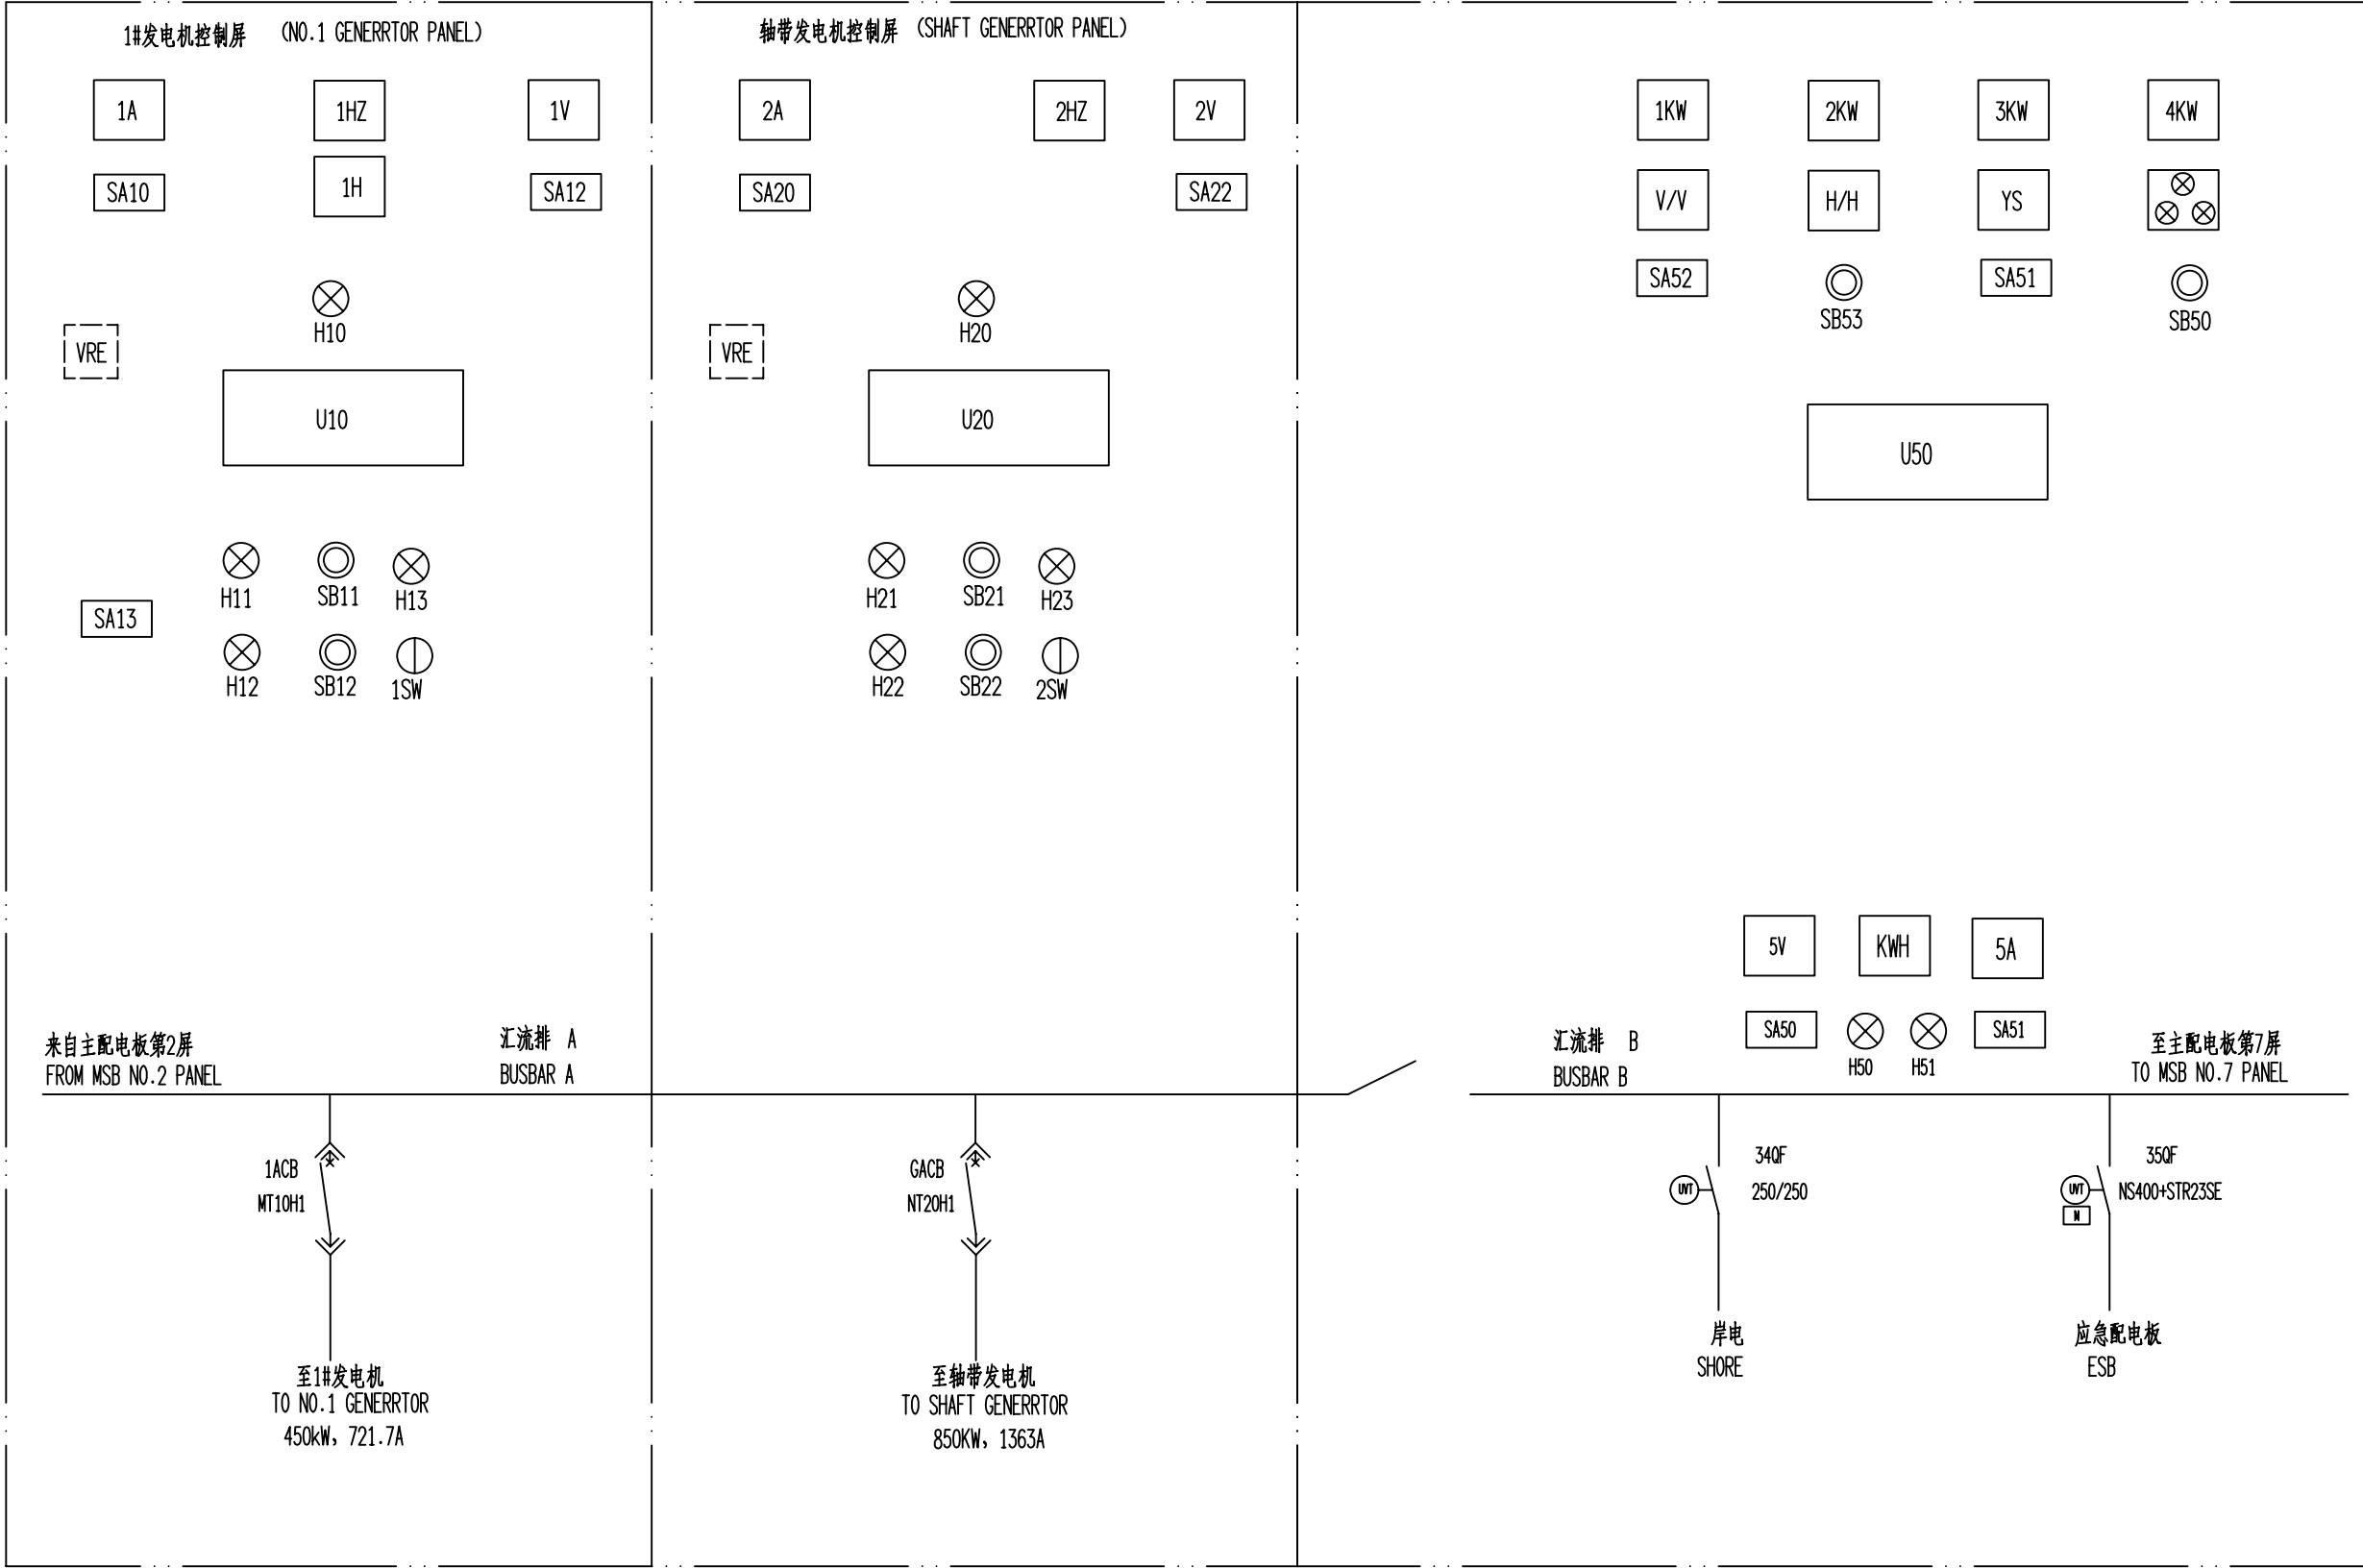 1#发电机控制屏 (NO.1 GENERRTOR PANEL)
1A
1HZ
1V
SA10
1H
SA12
H10
VRE
U10
H11
SB11
H13
SA13
H12
SB12
1SW
来自主配电板第2屏
FROM MSB NO.2 PANEL
汇流排 A
BUSBAR A
1ACB
MT10H1
至1#发电机
TO NO.1 GENERRTOR
450kW, 721.7A
轴带发电机控制屏 (SHAFT GENERRTOR PANEL)
2A
2HZ
2V
SA20
SA22
H20
VRE
U20
H21
SB21
H23
H22
SB22
2SW
GACB
NT20H1
至轴带发电机
TO SHAFT GENERRTOR
850KW, 1363A
1KW
2KW
3KW
4KW
V/V
H/H
YS
SA52
SB53
SA51
SB50
U50
5V
KWH
5A
SA50
H50
H51
SA51
汇流排 B
BUSBAR B
至主配电板第7屏
TO MSB NO.7 PANEL
34QF
UVT
250/250
岸电
SHORE
35QF
UVT
NS400+STR23SE
M
应急配电板
ESB